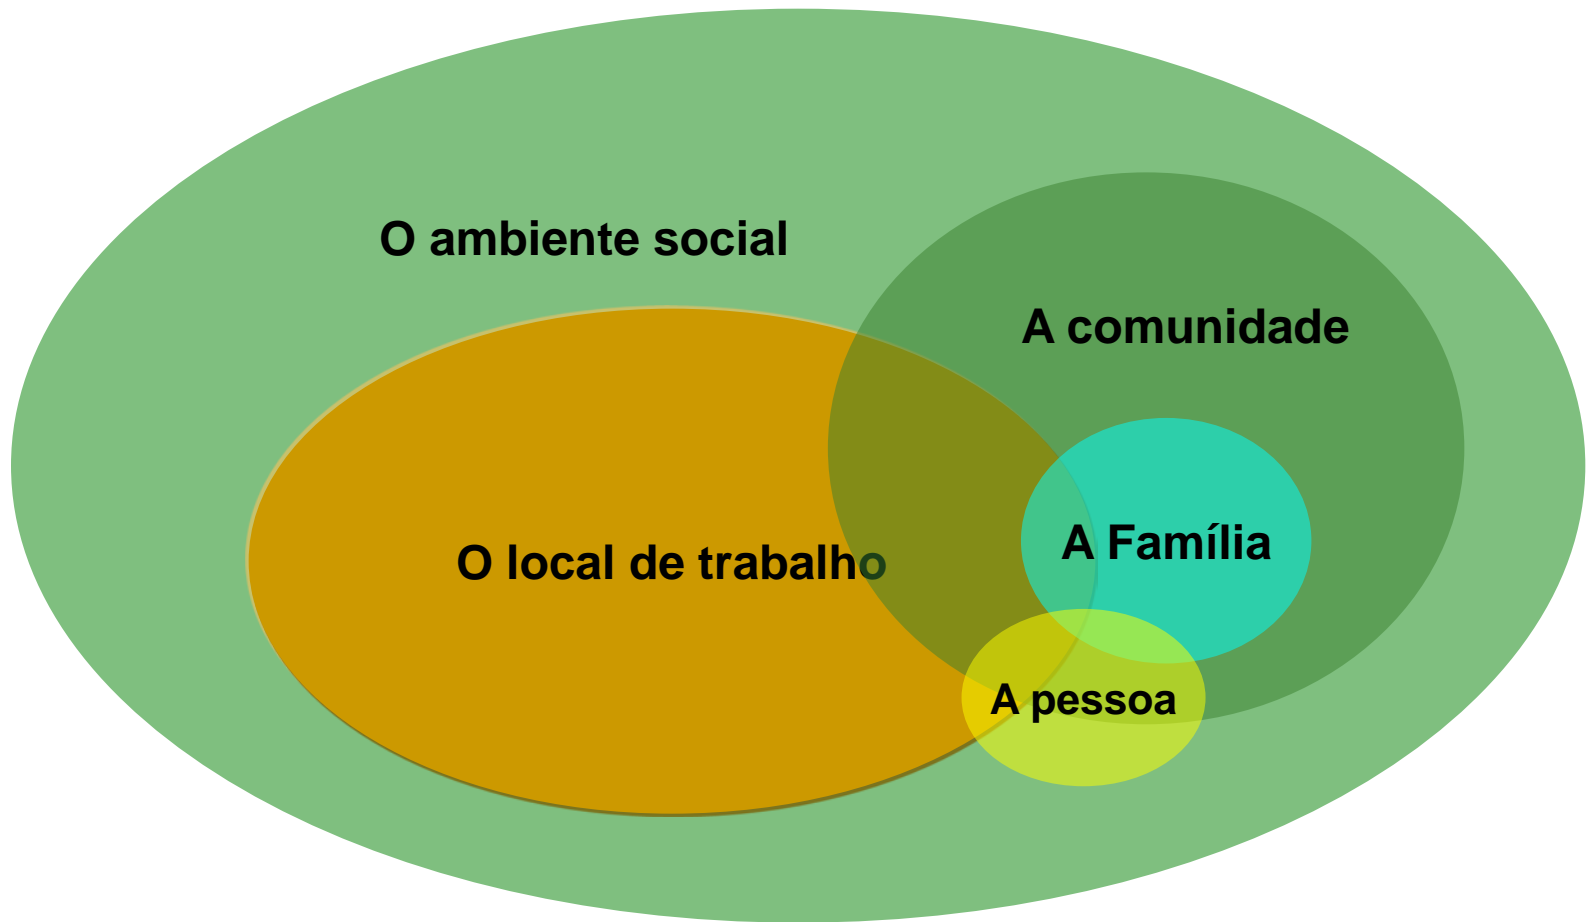 O ambiente social
A comunidade
A Família
O local de trabalho
A pessoa